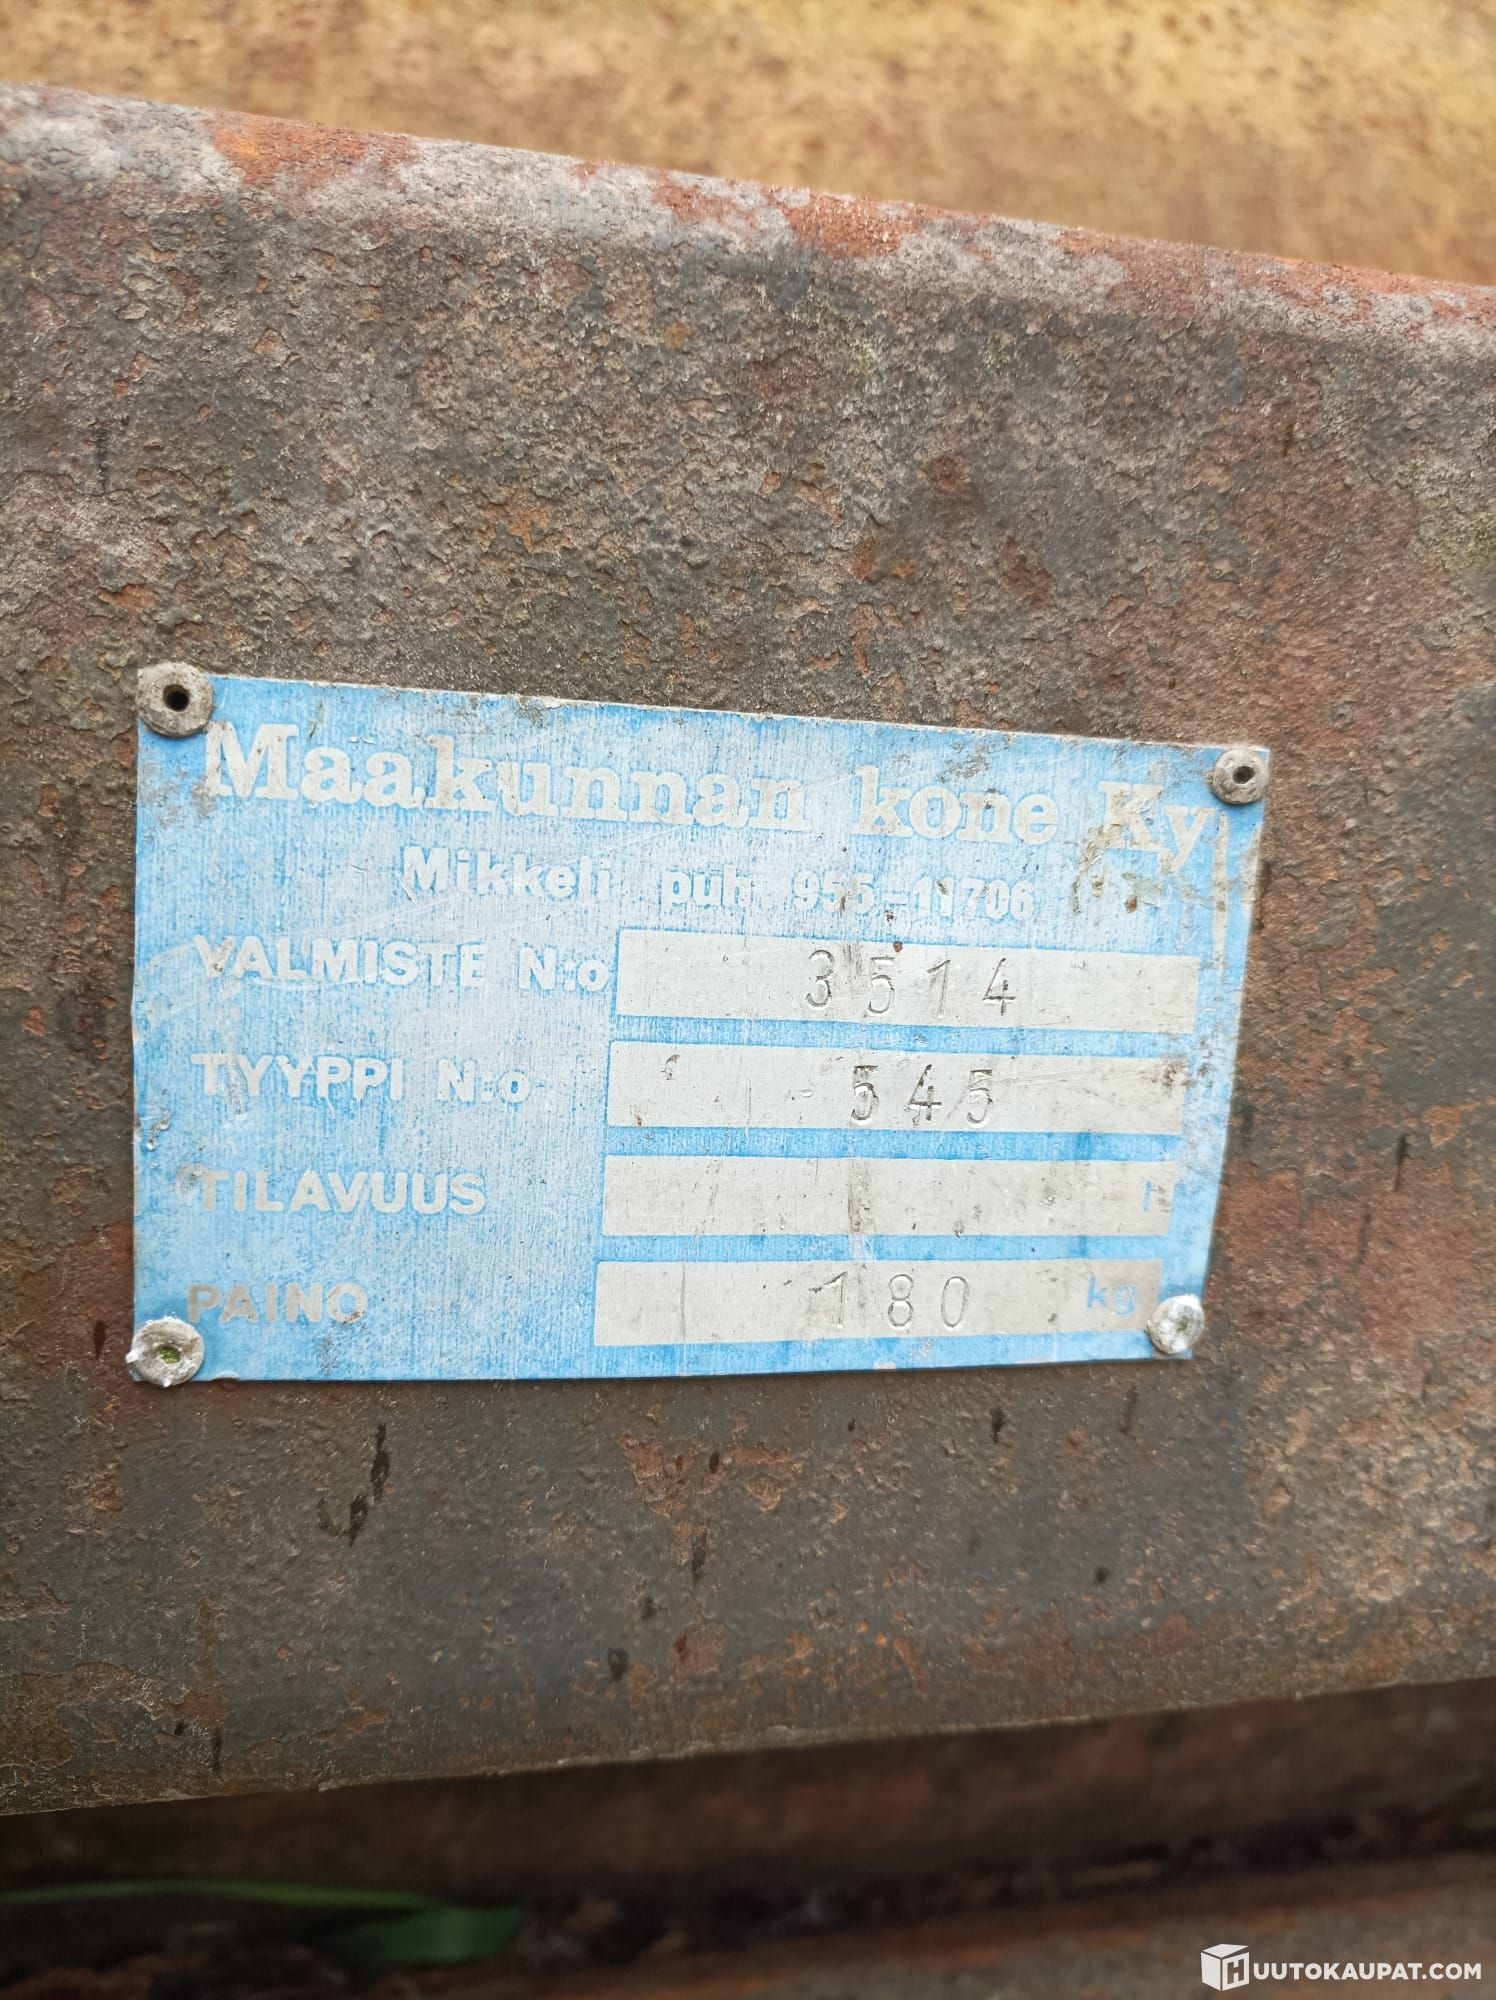 Maakunnan kone Ky
Mikkeli puh. 955-11706
VALMISTE N:o 3514
TYYPPI N:o 545
TILAVUUS l
PAINO 180 kg
HUUTOKAUPAT.COM